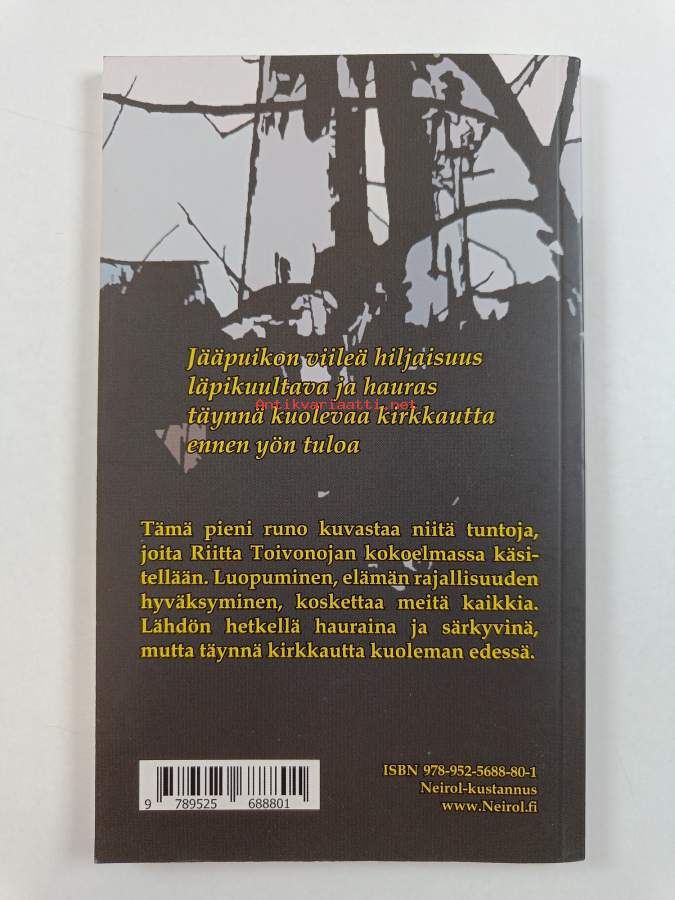 Jääpuikon viileä hiljaisuus
läpikuultava ja hauras
Antikvariaatti.net
täynnä kuolevaa kirkkautta
ennen yön tuloa
Tämä pieni runo kuvastaa niitä tuntoja,
joita Riitta Toivonojan kokoelmassa käsi-
tellään. Luopuminen, elämän rajallisuuden
hyväksyminen, koskettaa meitä kaikkia.
Lähdön hetkellä hauraina ja särkyvinä,
mutta täynnä kirkkautta kuoleman edessä.
ISBN 978-952-5688-80-1
Neirol-kustannus
www.Neirol.fi
9 789525 688801